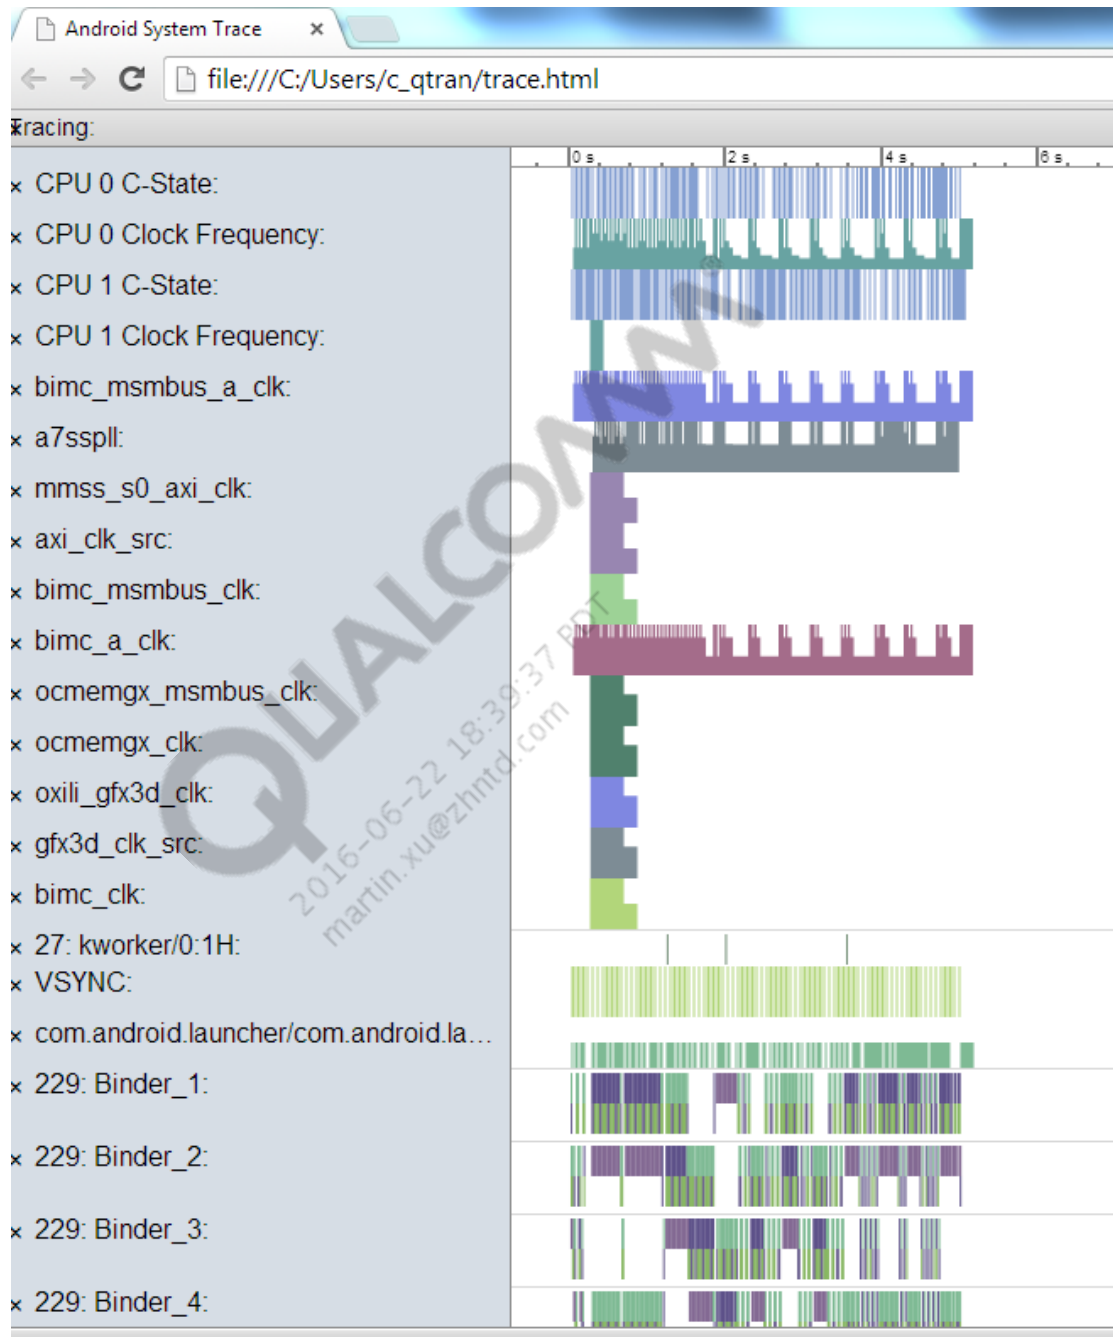 Android System Trace
file:///C:/Users/c_qtran/trace.html
Tracing:
0 s 2 s 4 s 6 s
CPU 0 C-State:
CPU 0 Clock Frequency:
CPU 1 C-State:
CPU 1 Clock Frequency:
bimc_msmbus_a_clk:
a7sspll:
mmss_s0_axi_clk:
axi_clk_src:
bimc_msmbus_clk:
bimc_a_clk:
ocmemgx_msmbus_clk:
ocmemgx_clk:
oxili_gfx3d_clk:
gfx3d_clk_src:
bimc_clk:
27: kworker/0:1H:
VSYNC:
com.android.launcher/com.android.la...
229: Binder_1:
229: Binder_2:
229: Binder_3:
229: Binder_4:
QUALCOMM®
2016-06-22 18:39:37 PDT
martin.xu@zhntd.com